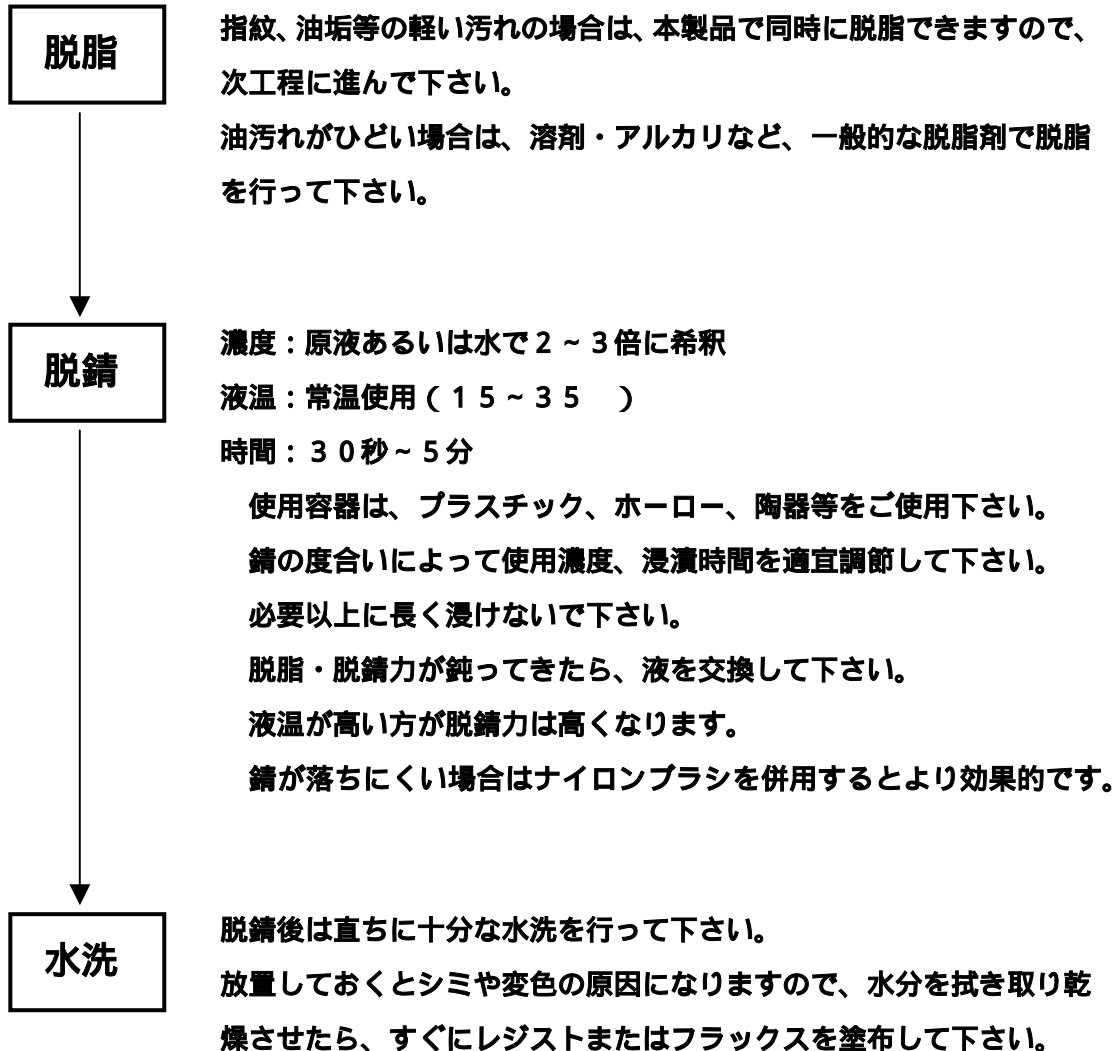 脱脂
指紋、油垢等の軽い汚れの場合は、本製品で同時に脱脂できますので、
次工程に進んで下さい。
油汚れがひどい場合は、溶剤・アルカリなど、一般的な脱脂剤で脱脂
を行って下さい。
脱錆
濃度：原液あるいは水で２～３倍に希釈
液温：常温使用（１５～３５　）
時間：３０秒～５分
使用容器は、プラスチック、ホーロー、陶器等をご使用下さい。
錆の度合いによって使用濃度、浸漬時間を適宜調節して下さい。
必要以上に長く浸けないで下さい。
脱脂・脱錆力が鈍ってきたら、液を交換して下さい。
液温が高い方が脱錆力は高くなります。
錆が落ちにくい場合はナイロンブラシを併用するとより効果的です。
水洗
脱錆後は直ちに十分な水洗を行って下さい。
放置しておくとシミや変色の原因になりますので、水分を拭き取り乾
燥させたら、すぐにレジストまたはフラックスを塗布して下さい。